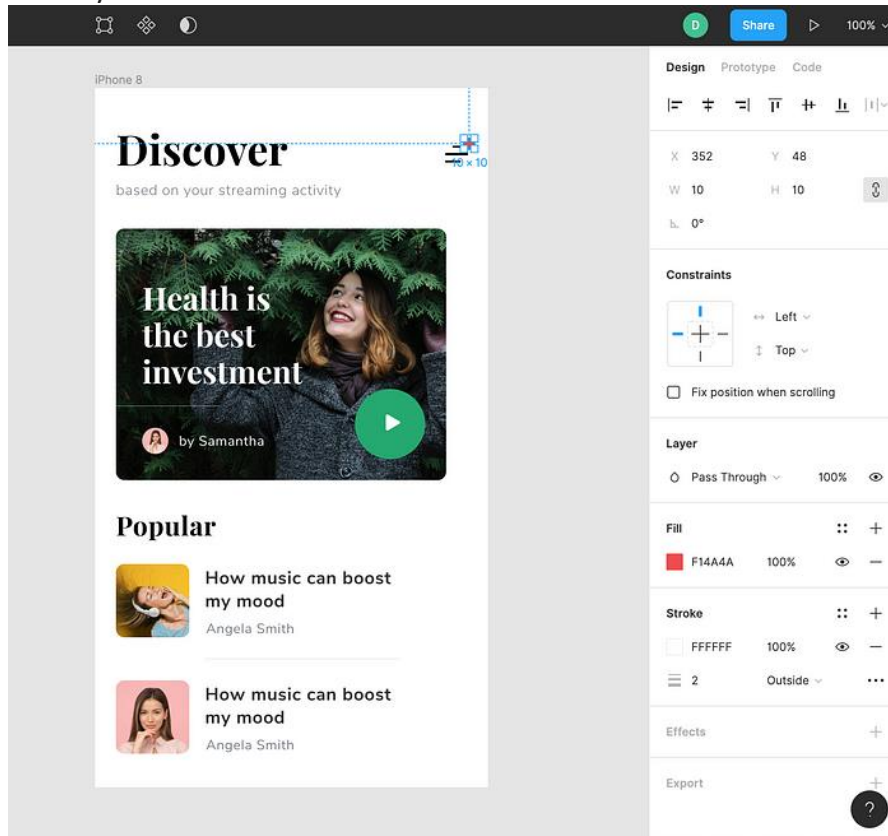 D
Share
100%
iPhone 8
Discover
10 × 10
based on your streaming activity
Health is
the best
investment
by Samantha
Popular
How music can boost
my mood
Angela Smith
How music can boost
my mood
Angela Smith
Design Prototype Code
X 352 Y 48
W 10 H 10
0°
Constraints
Left
Top
Fix position when scrolling
Layer
Pass Through 100%
Fill
F14A4A 100%
Stroke
FFFFFF 100%
2 Outside
Effects
Export
?